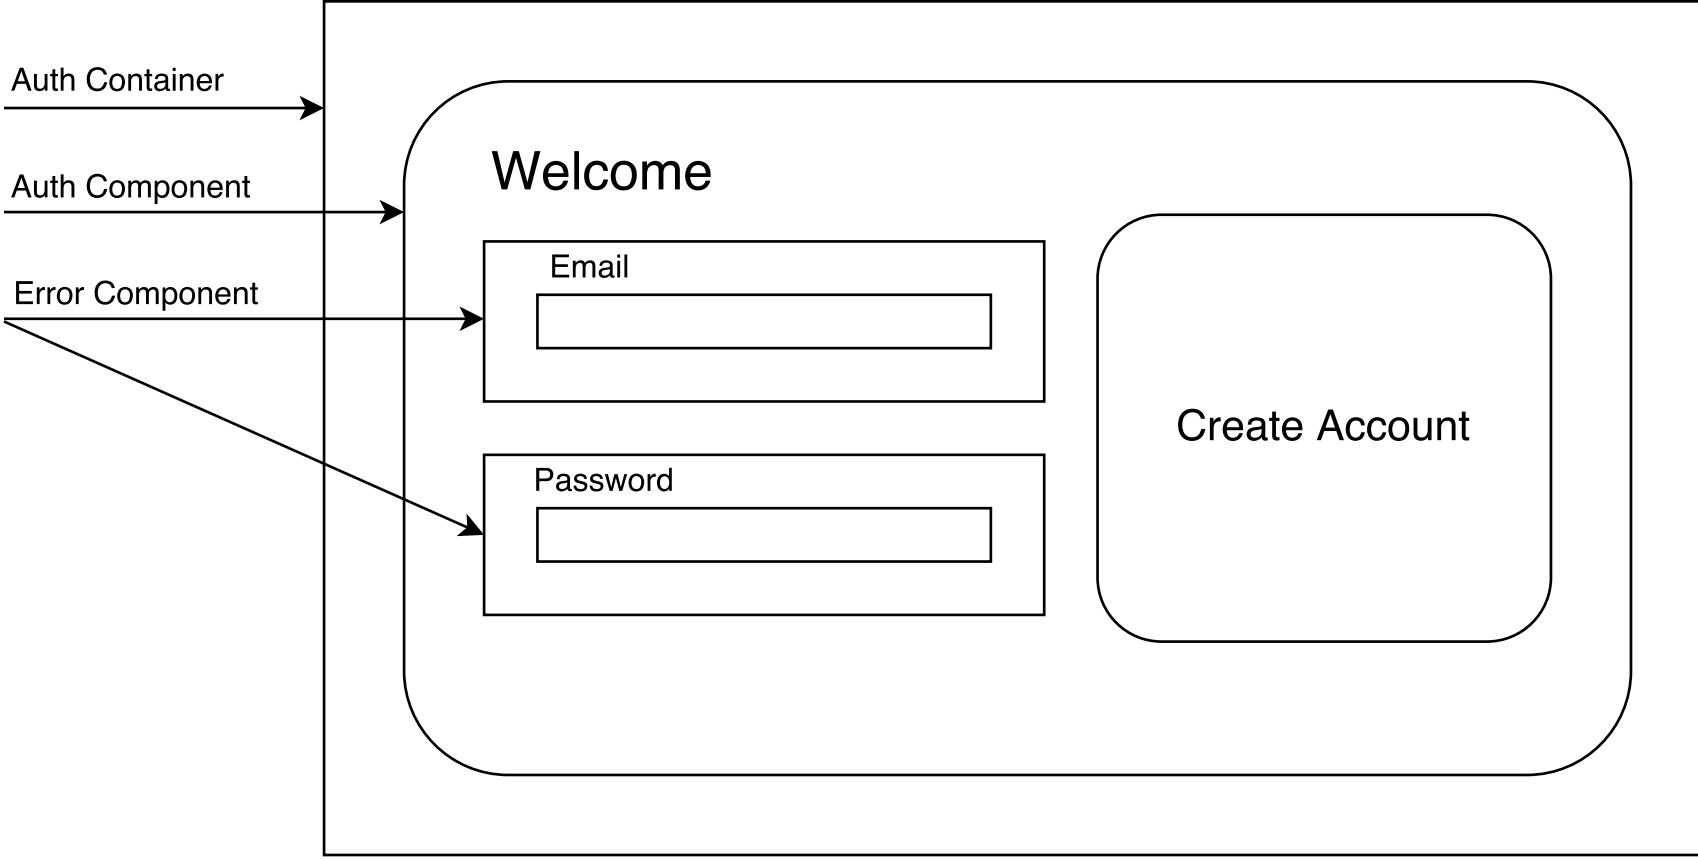 Auth Container
Auth Component
Error Component
Welcome
Email
Password
Create Account